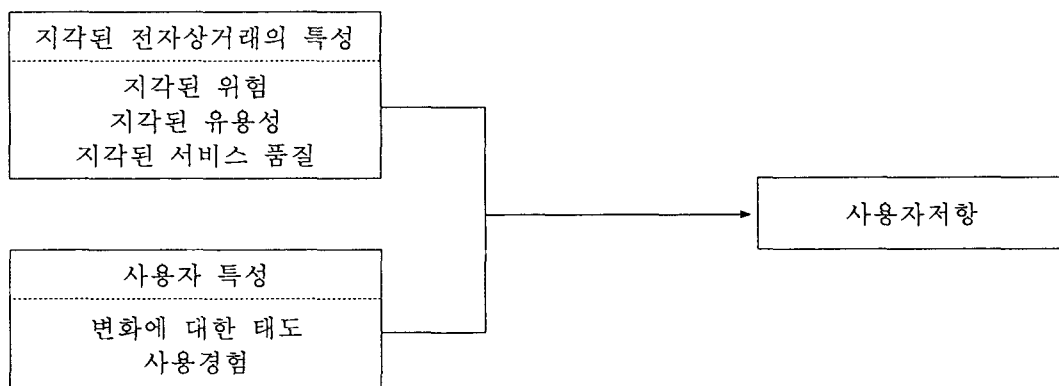 지각된 전자상거래의 특성
지각된 위험
지각된 유용성
지각된 서비스 품질
사용자저항
사용자 특성
변화에 대한 태도
사용경험